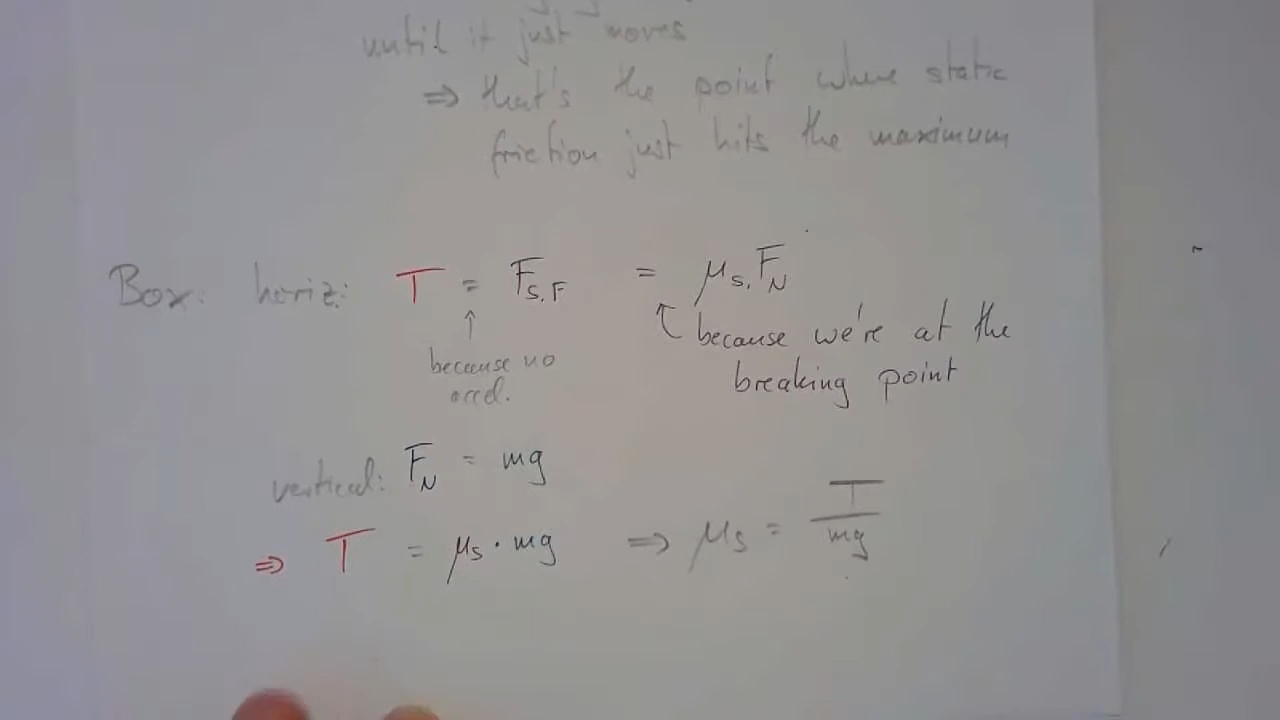 until it just moves
⇒ that's the point where static
friction just hits the maximum
Box: horiz: T = F_{S,F} = μ_S · F_N
↑ because no accel.
↖ because we're at the breaking point
vertical: F_N = mg
⇒ T = μ_S · mg ⇒ μ_S = T/mg